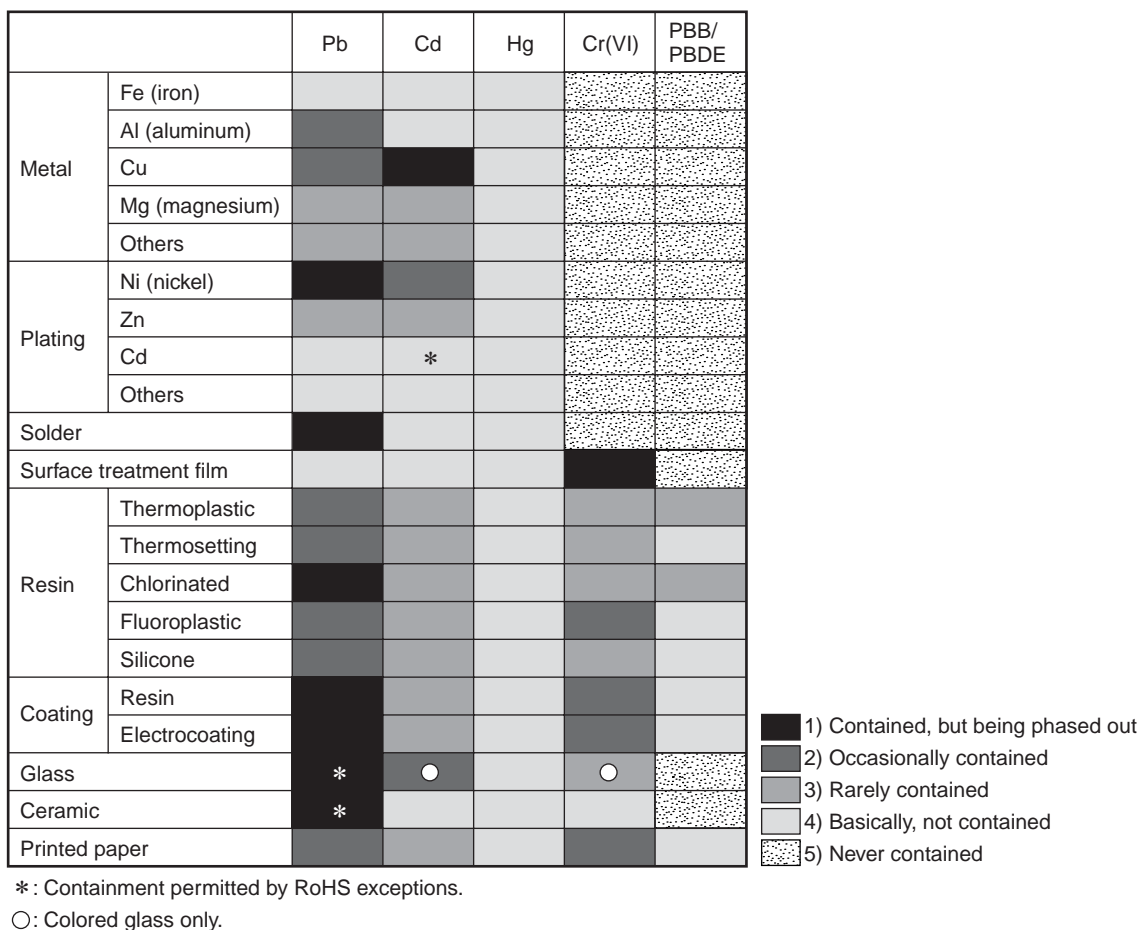 Pb Cd Hg Cr(VI) PBB/
PBDE
Metal
Fe (iron)
Al (aluminum)
Cu
Mg (magnesium)
Others
Plating
Ni (nickel)
Zn
Cd *
Others
Solder
Surface treatment film
Resin
Thermoplastic
Thermosetting
Chlorinated
Fluoroplastic
Silicone
Coating
Resin
Electrocoating
Glass * ○ ○
Ceramic *
Printed paper
1) Contained, but being phased out
2) Occasionally contained
3) Rarely contained
4) Basically, not contained
5) Never contained
*: Containment permitted by RoHS exceptions.
○: Colored glass only.